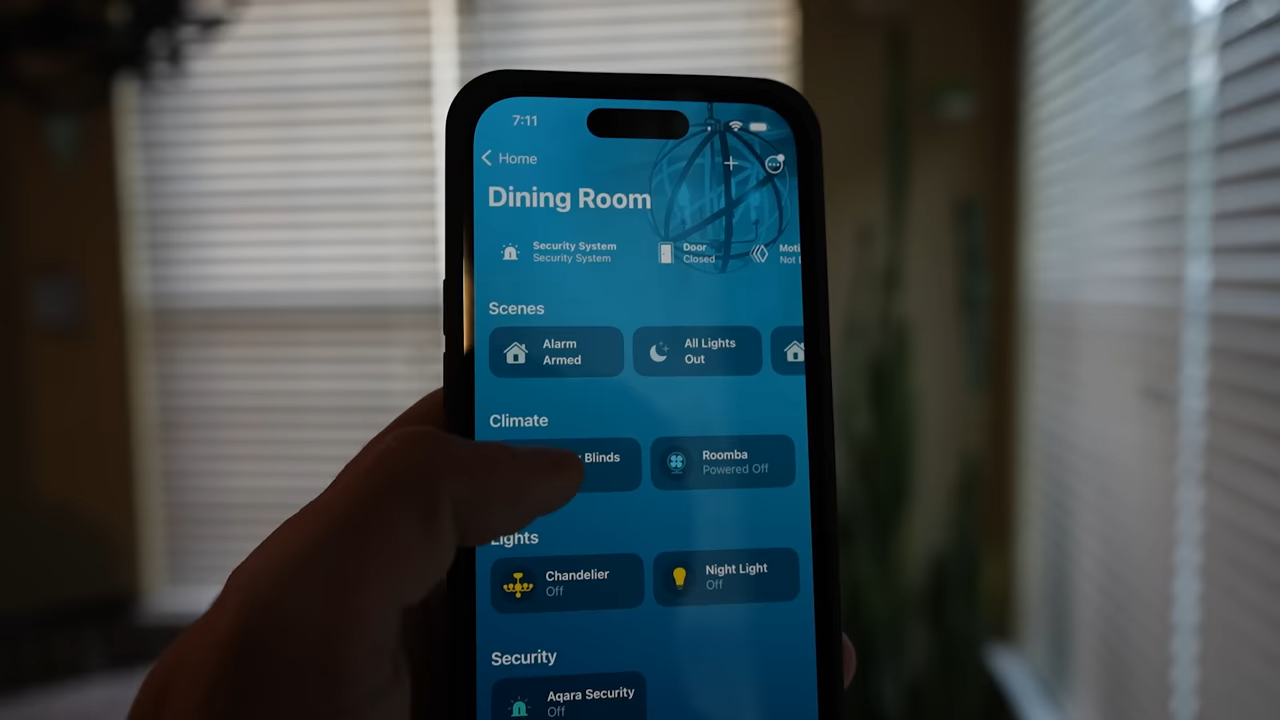 7:11
Home
Dining Room
Security System
Security System
Door
Closed
Scenes
Alarm
Armed
All Lights
Out
Climate
Blinds
Roomba
Powered Off
Lights
Chandelier
Off
Night Light
Off
Security
Aqara Security
Off